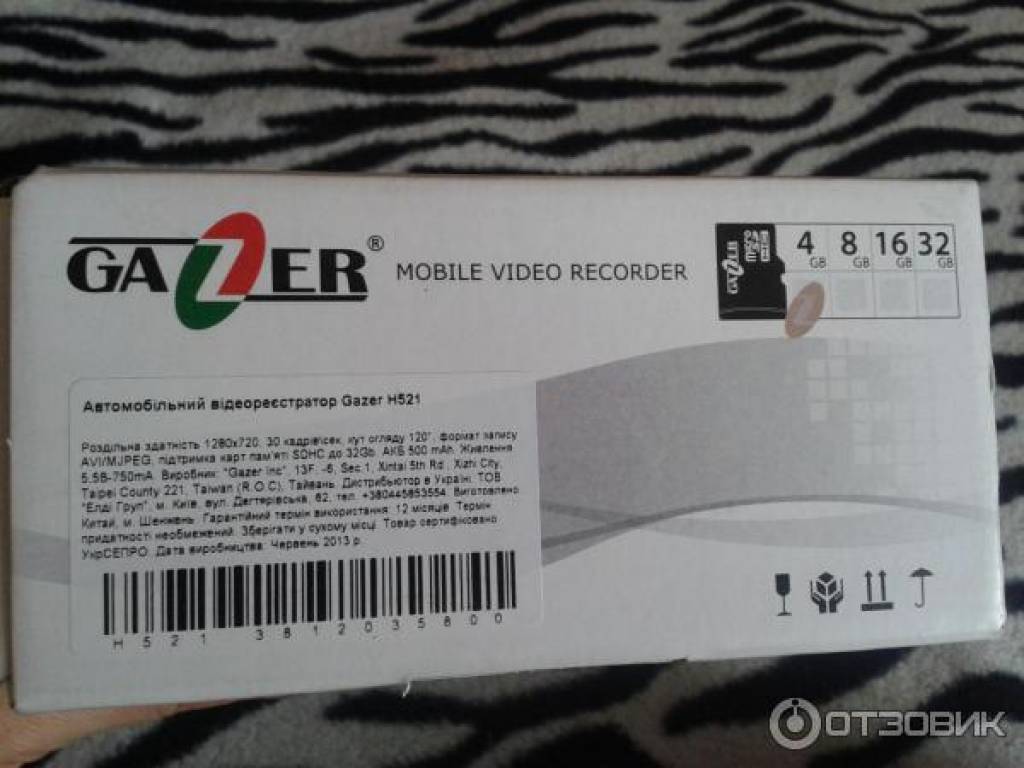 GAZER®
MOBILE VIDEO RECORDER
GAZER
micro
4 GB 8 GB 16 GB 32 GB
Автомобільний відеореєстратор Gazer H521
Роздільна здатність 1280x720, 30 кадрів\сек, кут огляду 120°, формат запису
AVI/MJPEG, підтримка карт пам'яті SDHC до 32Gb, АКБ 500 mAh. Живлення
5.5В-750mA. Виробник: "Gazer Inc", 13F. -6, Sec.1, Xintai 5th Rd., Xizhi City,
Taipei County 221, Taiwan (R.O.C), Тайвань. Дистрибьютор в Україні: ТОВ
"Елді Груп", м. Київ, вул. Дегтерівська, 62, тел. +380445853554. Виготовлено
Китай, м. Шенжень. Гарантійний термін використання: 12 місяців. Термін
придатності необмежений. Зберігати у сухому місці. Товар сертифіковано
УкрСЕПРО. Дата виробництва: Червень 2013 р.
H521 3812035800
ОТЗОВИК